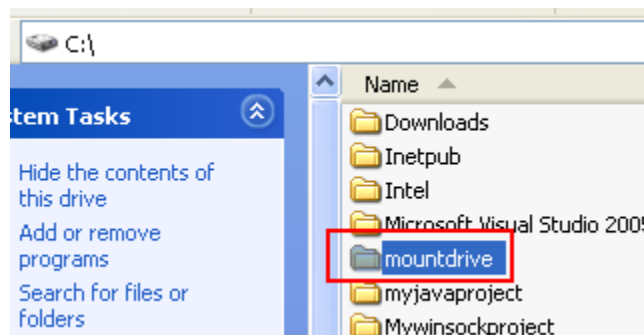 C:\
stem Tasks
Hide the contents of
this drive
Add or remove
programs
Search for files or
folders
Name
Downloads
Inetpub
Intel
Microsoft Visual Studio 2005
mountdrive
myjavaproject
Mywinsockproject